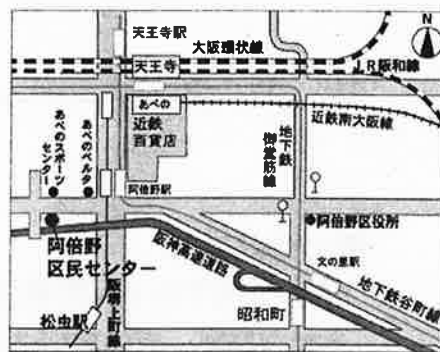 天王寺駅
N
大阪環状線
天王寺
JR阪和線
あべの
近鉄
百貨店
近鉄南大阪線
地下鉄
御堂筋線
あべのベルタ
あべのスポーツ
センター
阿倍野駅
阿倍野区役所
阿倍野
区民センター
阪神高速道路
文の里駅
地下鉄谷町線
昭和町
阪堺上町線
松虫駅